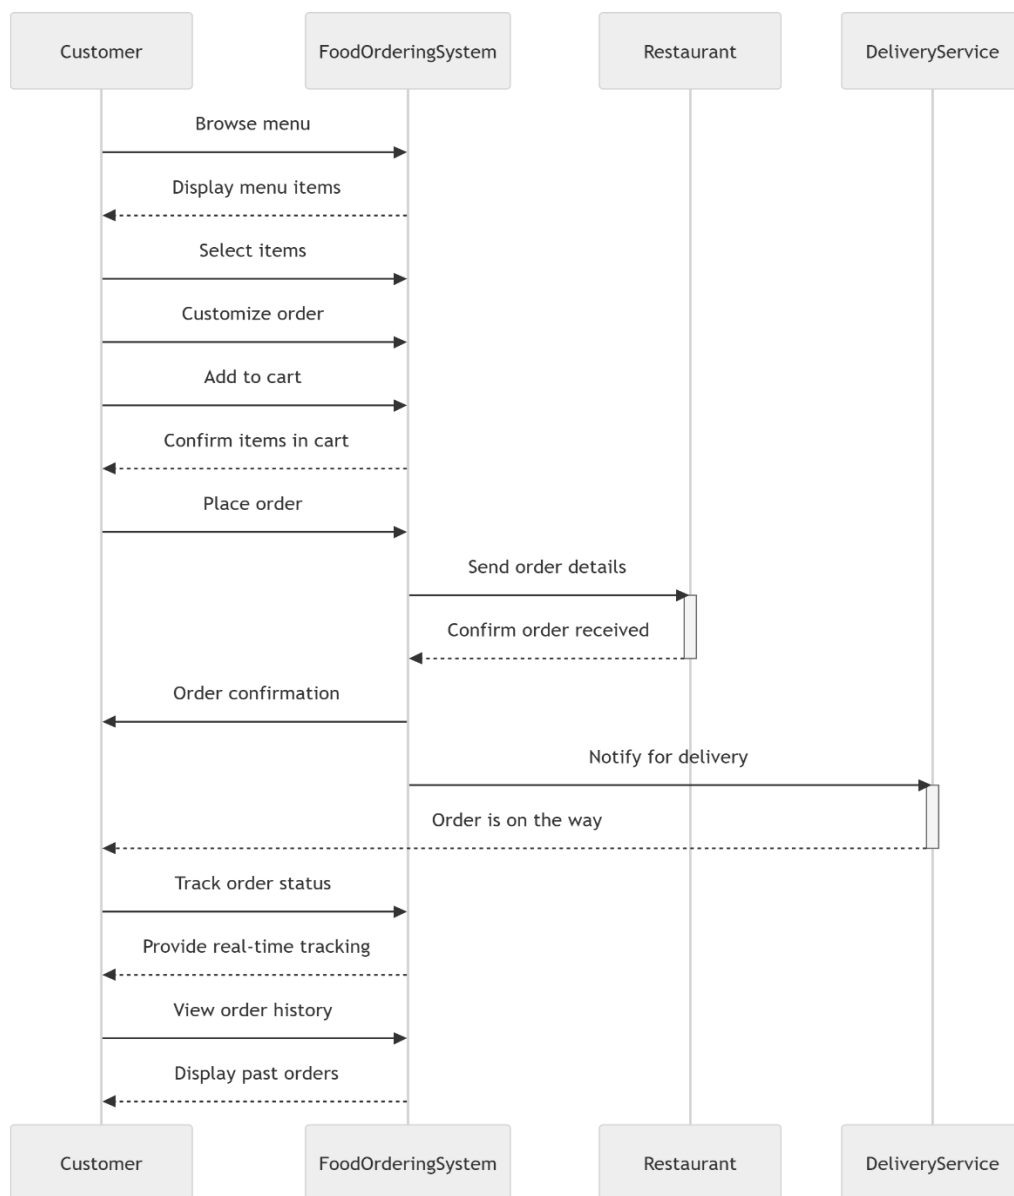 Customer
FoodOrderingSystem
Restaurant
DeliveryService
Browse menu
Display menu items
Select items
Customize order
Add to cart
Confirm items in cart
Place order
Send order details
Confirm order received
Order confirmation
Notify for delivery
Order is on the way
Track order status
Provide real-time tracking
View order history
Display past orders
Customer
FoodOrderingSystem
Restaurant
DeliveryService